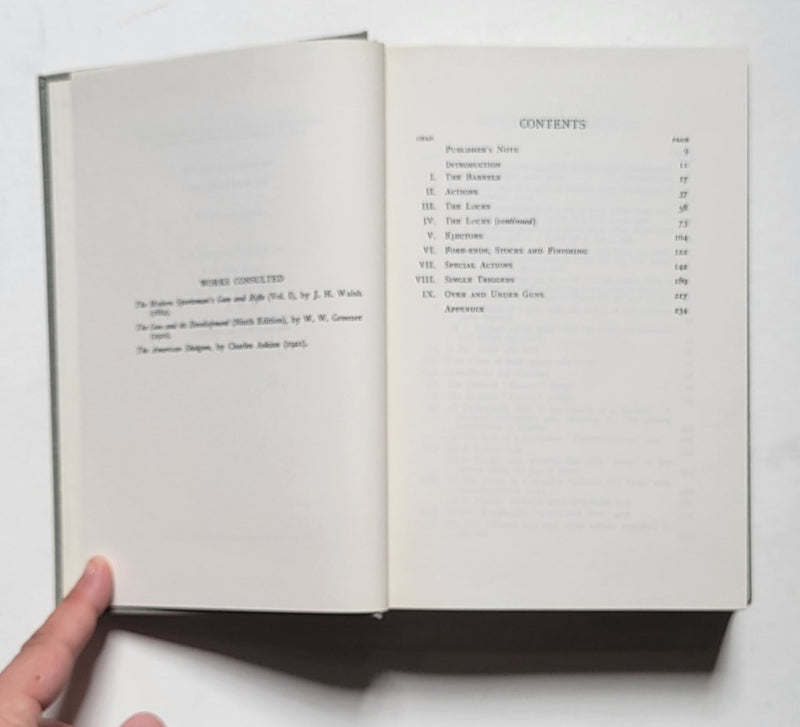 WORKS CONSULTED
The Modern Sportsman's Gun and Rifle (Vol. I), by J. H. Walsh
The Gun and its Development (Ninth Edition), by W. W. Greener
The American Shotgun, by Charles Askins
CONTENTS
CHAP. PAGE
PUBLISHER'S NOTE 9
INTRODUCTION 11
I. THE BARRELS 17
II. ACTIONS 37
III. THE LOCKS 58
IV. THE LOCKS (continued) 73
V. EJECTORS 104
VI. FORE-ENDS, STOCKS AND FINISHING 122
VII. SPECIAL ACTIONS 142
VIII. SINGLE TRIGGERS 189
IX. OVER AND UNDER GUNS 217
APPENDIX 234